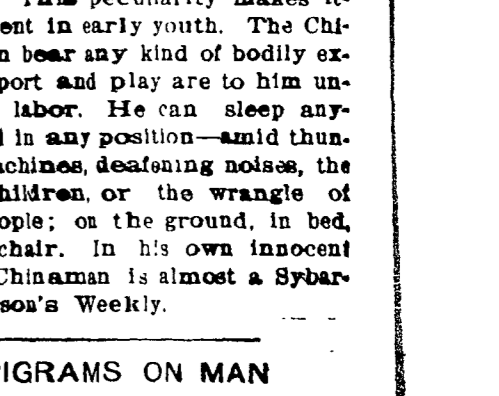 This peculiarity makes it-
ent in early youth. The Chi-
n bear any kind of bodily ex-
port and play are to him un-
labor. He can sleep any-
l in any position—amid thun-
achines, deafening noises, the
hildren, or the wrangle of
ople; on the ground, in bed,
chair. In his own innocent
Chinaman is almost a Sybar-
son's Weekly.
PIGRAMS ON MAN